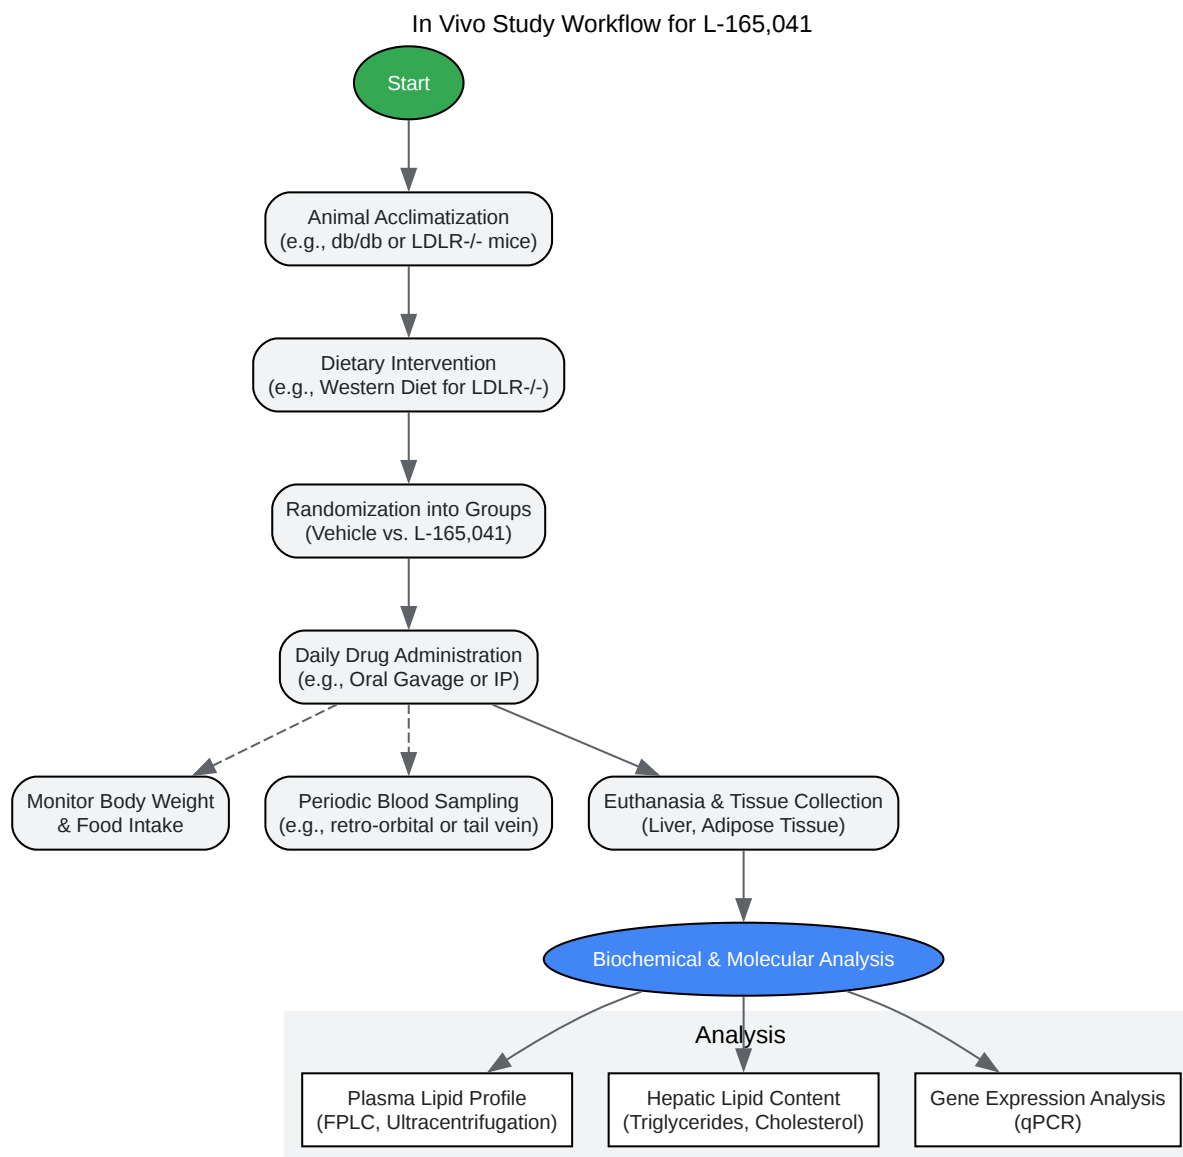 In Vivo Study Workflow for L-165,041
Start
Animal Acclimatization
(e.g., db/db or LDLR-/- mice)
Dietary Intervention
(e.g., Western Diet for LDLR-/-)
Randomization into Groups
(Vehicle vs. L-165,041)
Daily Drug Administration
(e.g., Oral Gavage or IP)
Monitor Body Weight
& Food Intake
Periodic Blood Sampling
(e.g., retro-orbital or tail vein)
Euthanasia & Tissue Collection
(Liver, Adipose Tissue)
Biochemical & Molecular Analysis
Analysis
Plasma Lipid Profile
(FPLC, Ultracentrifugation)
Hepatic Lipid Content
(Triglycerides, Cholesterol)
Gene Expression Analysis
(qPCR)